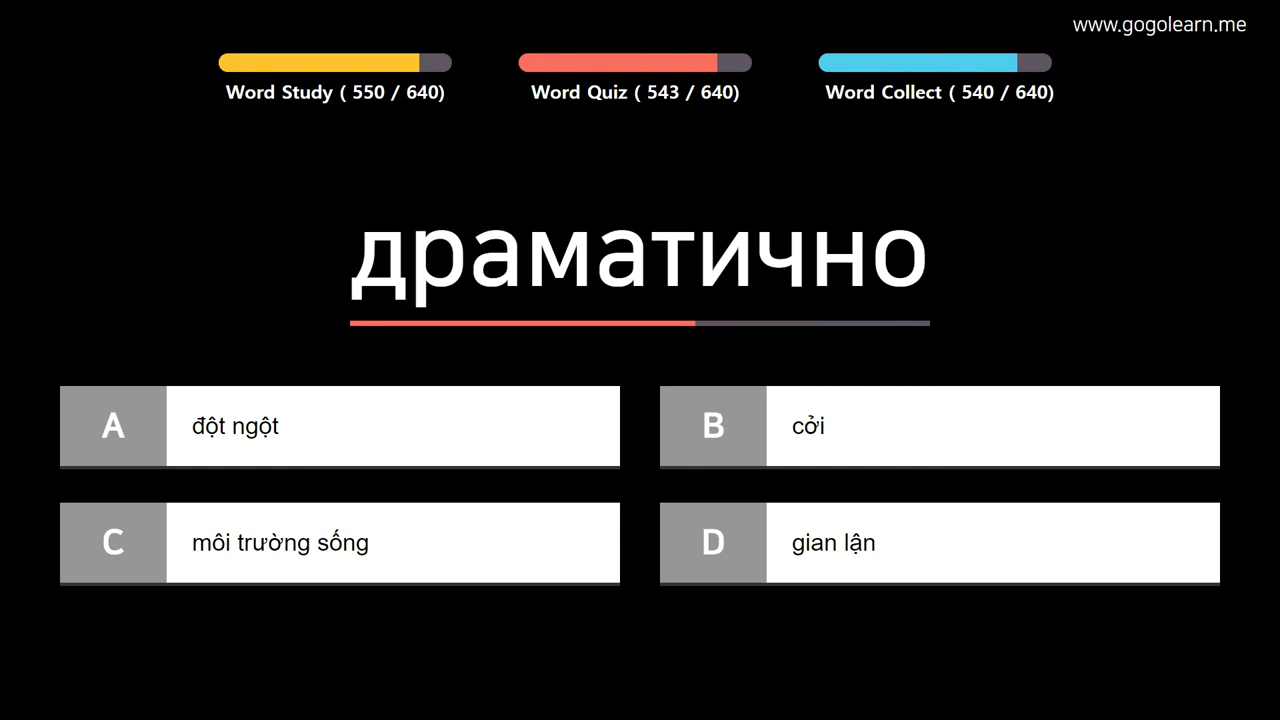 www.gogolearn.me
Word Study ( 550 / 640)
Word Quiz ( 543 / 640)
Word Collect ( 540 / 640)
драматично
A
đột ngột
B
cởi
C
môi trường sống
D
gian lận